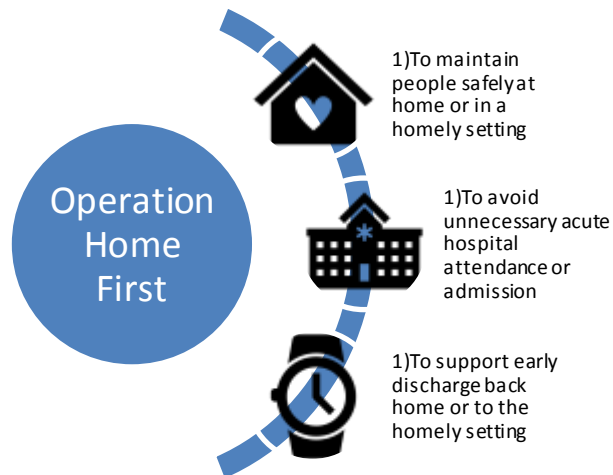 Operation
Home
First
1)To maintain
people safely at
home or in a
homely setting
1)To avoid
unnecessary acute
hospital
attendance or
admission
1)To support early
discharge back
home or to the
homely setting